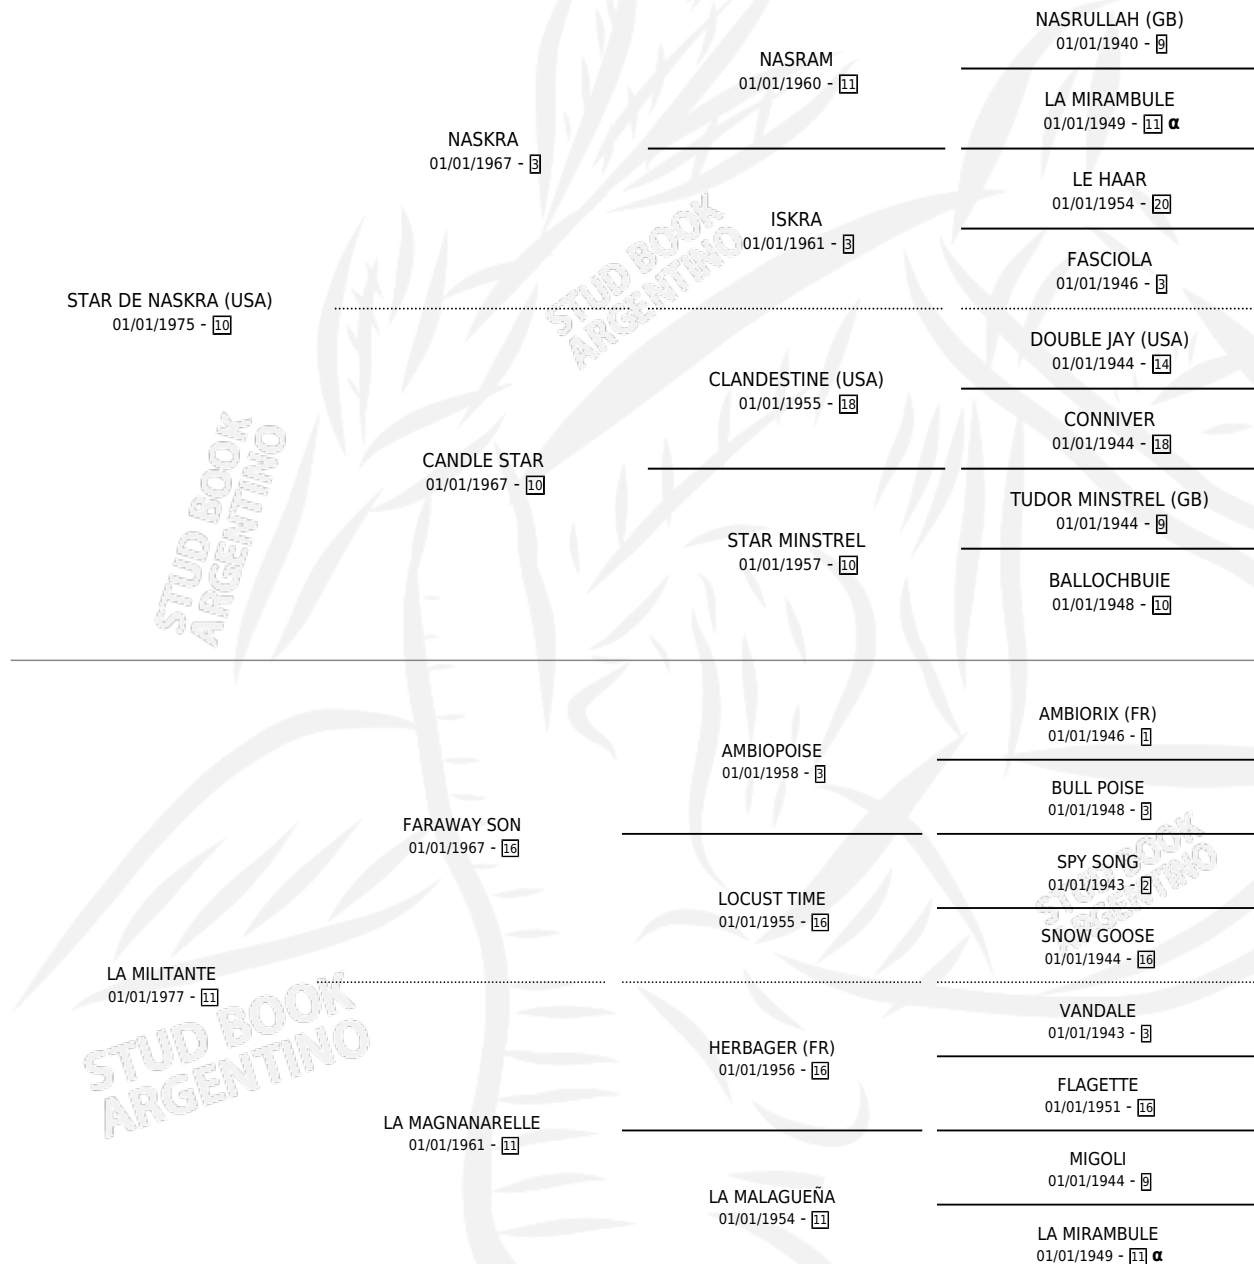 NASRULLAH (GB)
01/01/1940 - 9
NASRAM
01/01/1960 - 11
LA MIRAMBULE
01/01/1949 - 11 α
NASKRA
01/01/1967 - 3
LE HAAR
01/01/1954 - 20
ISKRA
01/01/1961 - 3
FASCIOLA
01/01/1946 - 3
STAR DE NASKRA (USA)
01/01/1975 - 10
STUD BOOK
ARGENTINO
DOUBLE JAY (USA)
01/01/1944 - 14
CLANDESTINE (USA)
01/01/1955 - 18
CONNIVER
01/01/1944 - 18
CANDLE STAR
01/01/1967 - 10
TUDOR MINSTREL (GB)
01/01/1944 - 9
STAR MINSTREL
01/01/1957 - 10
BALLOCHBUIE
01/01/1948 - 10
STUD BOOK
ARGENTINO
AMBIORIX (FR)
01/01/1946 - 1
AMBIOPOISE
01/01/1958 - 3
BULL POISE
01/01/1948 - 3
FARAWAY SON
01/01/1967 - 16
SPY SONG
01/01/1943 - 2
LOCUST TIME
01/01/1955 - 16
SNOW GOOSE
01/01/1944 - 16
STUD BOOK
ARGENTINO
LA MILITANTE
01/01/1977 - 11
VANDALE
01/01/1943 - 3
HERBAGER (FR)
01/01/1956 - 16
FLAGETTE
01/01/1951 - 16
STUD BOOK
ARGENTINO
LA MAGNANARELLE
01/01/1961 - 11
MIGOLI
01/01/1944 - 9
LA MALAGUEÑA
01/01/1954 - 11
LA MIRAMBULE
01/01/1949 - 11 α